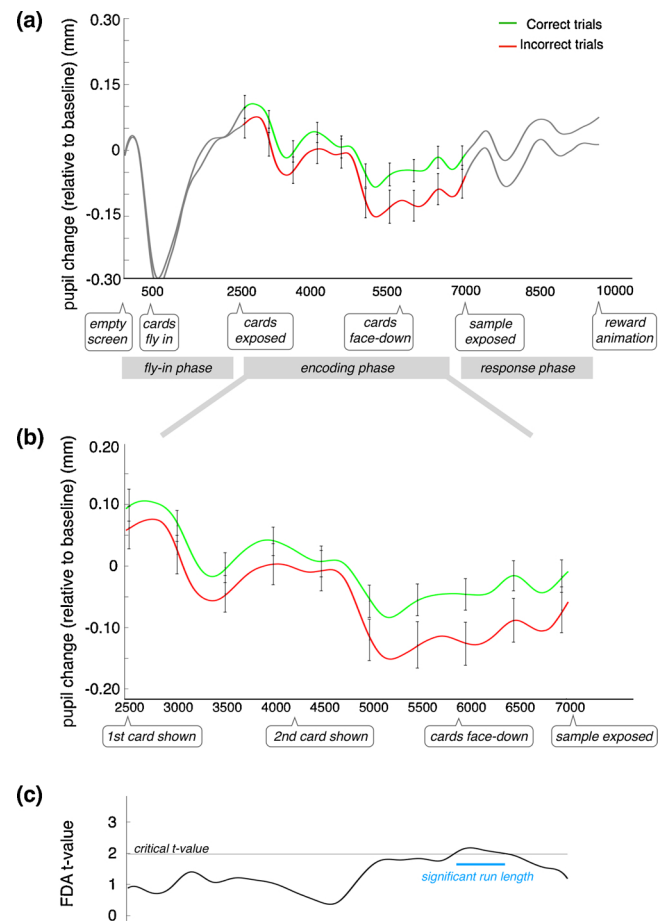 (a)
pupil change (relative to baseline) (mm)
0.30
0.15
0
-0.15
-0.30
Correct trials
Incorrect trials
500 2500 4000 5500 7000 8500 10000
empty
screen
cards
fly in
cards
exposed
cards
face-down
sample
exposed
reward
animation
fly-in phase
encoding phase
response phase
(b)
pupil change (relative to baseline) (mm)
0.20
0.10
0
-0.10
-0.20
2500 3000 3500 4000 4500 5000 5500 6000 6500 7000
1st card shown
2nd card shown
cards face-down
sample exposed
(c)
FDA t-value
3
2
1
0
critical t-value
significant run length